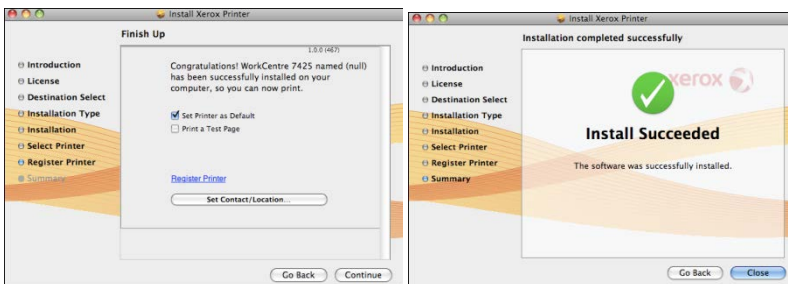 Install Xerox Printer
Finish Up
1.0.0 (467)
Introduction
License
Destination Select
Installation Type
Installation
Select Printer
Register Printer
Summary
Congratulations! WorkCentre 7425 named (null)
has been successfully installed on your
computer, so you can now print.
Set Printer as Default
Print a Test Page
Register Printer
Set Contact/Location...
Go Back
Continue
Install Xerox Printer
Installation completed successfully
Introduction
License
Destination Select
Installation Type
Installation
Select Printer
Register Printer
Summary
xerox
Install Succeeded
The software was successfully installed.
Go Back
Close